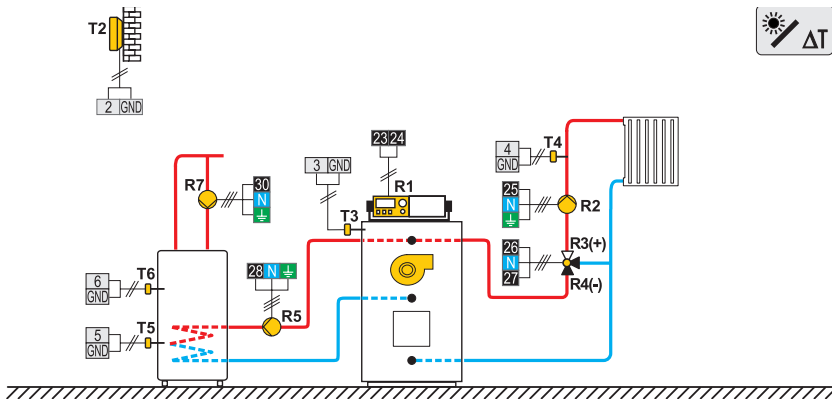 T2
2 GND
ΔT
23 24
R1
3 GND
T3
4
GND
T4
25
N
R2
R3(+)
26
N
27
R4(-)
R7
30
N
T6
6
GND
28 N
R5
T5
5
GND